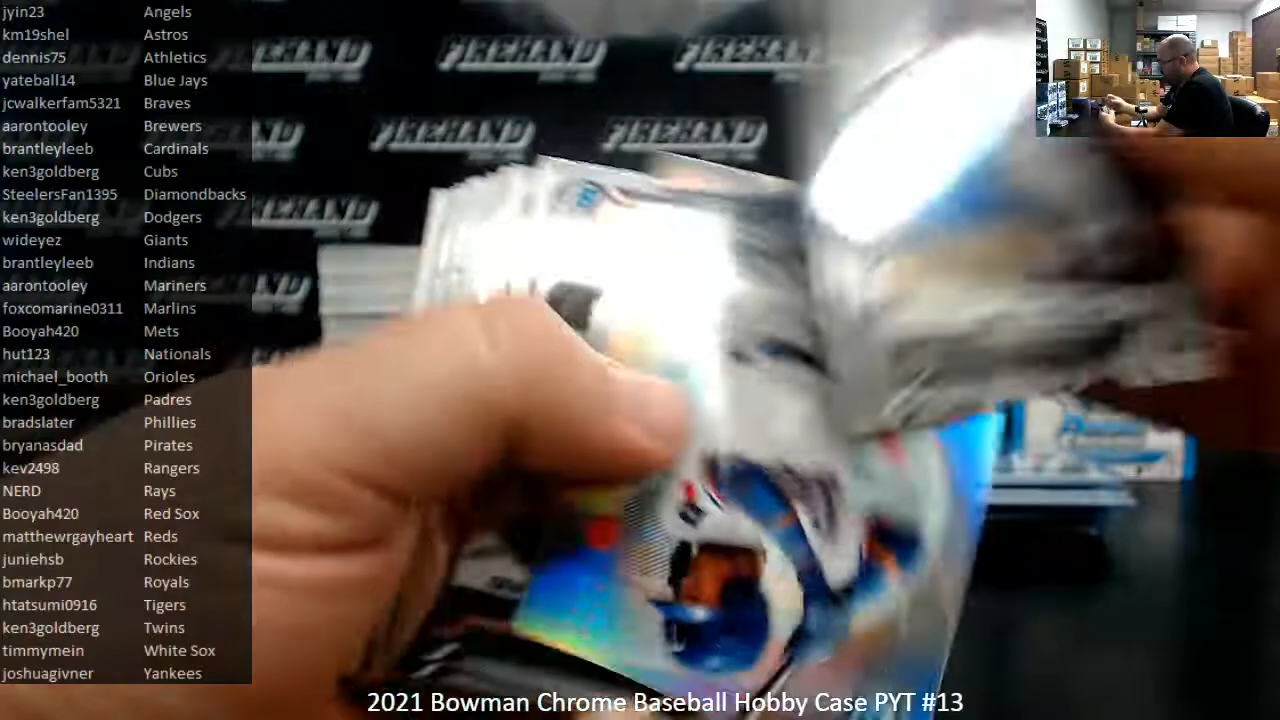 jyin23 Angels
km19shel Astros
dennis75 Athletics
yateball14 Blue Jays
jcwalkerfam5321 Braves
aarontooley Brewers
brantleyleeb Cardinals
ken3goldberg Cubs
SteelersFan1395 Diamondbacks
ken3goldberg Dodgers
wideyez Giants
brantleyleeb Indians
aarontooley Mariners
foxcomarine0311 Marlins
Booyah420 Mets
hut123 Nationals
michael_booth Orioles
ken3goldberg Padres
bradslater Phillies
bryanasdad Pirates
kev2498 Rangers
NERD Rays
Booyah420 Red Sox
matthewrgayheart Reds
juniehsb Rockies
bmarkp77 Royals
htatsumi0916 Tigers
ken3goldberg Twins
timmymein White Sox
joshuagivner Yankees
FIREHAND FIREHAND FIREHAND
FIREHAND FIREHAND
FIREHAND
2021 Bowman Chrome Baseball Hobby Case PYT #13